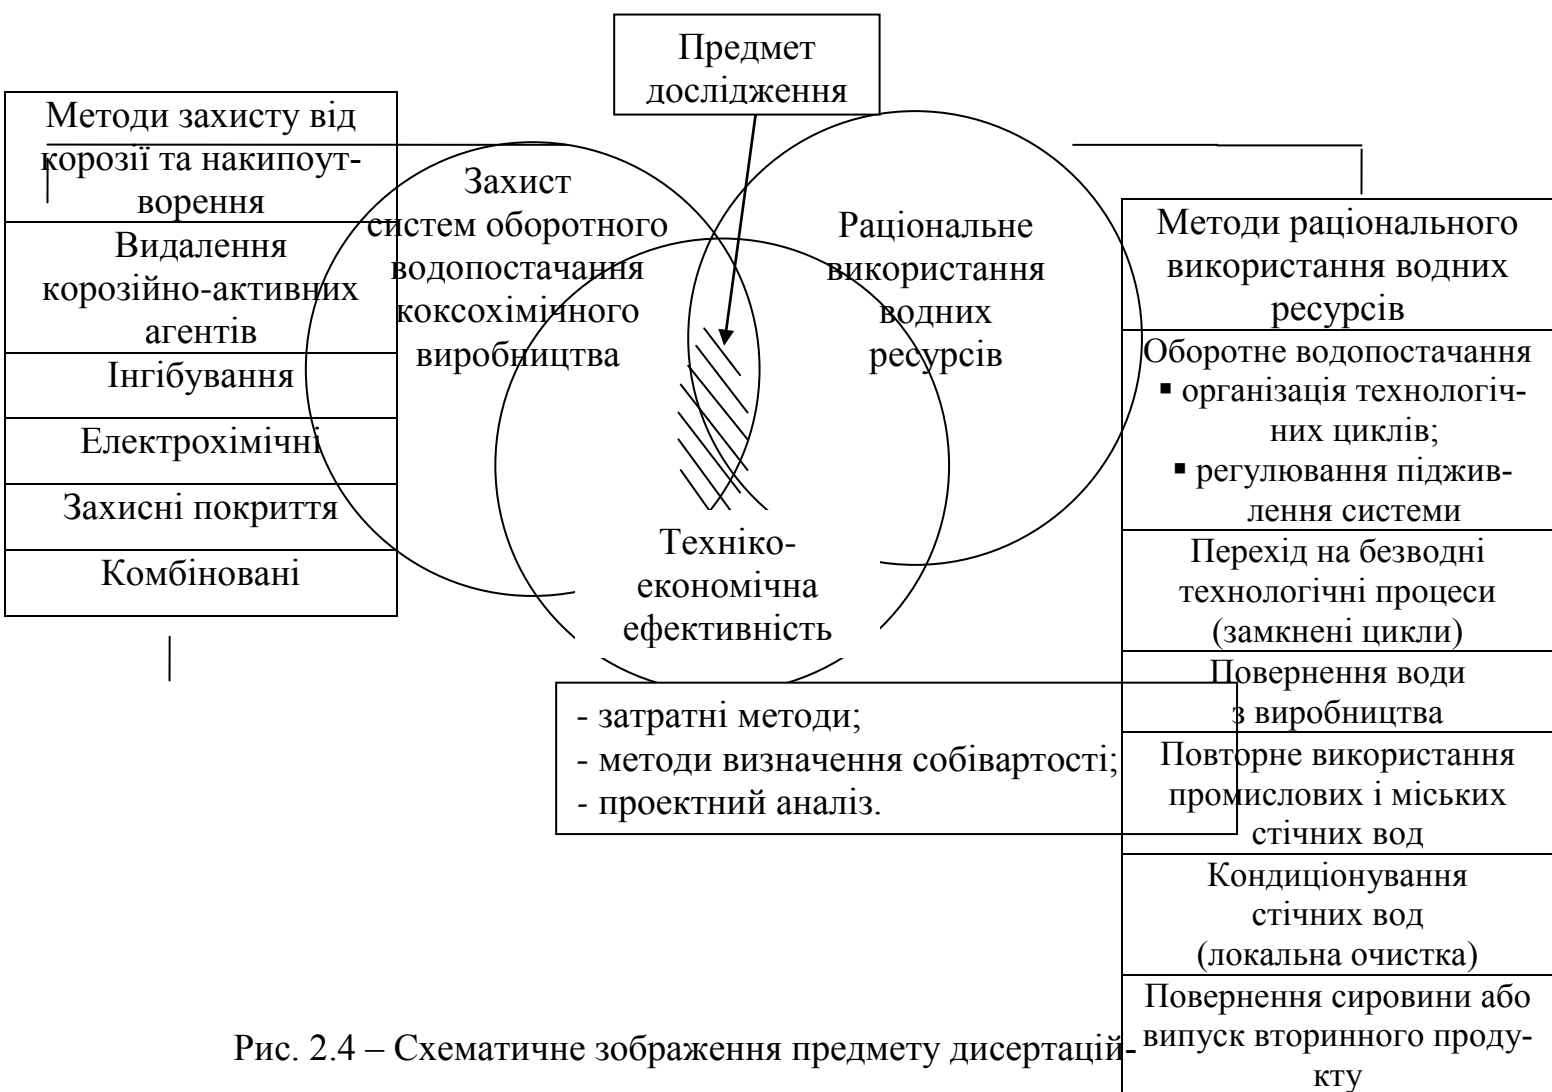 Предмет
дослідження
Методи захисту від
корозії та накипоут-
ворення
Видалення
корозійно-активних
агентів
Інгібування
Електрохімічні
Захисні покриття
Комбіновані
Захист
систем оборотного
водопостачання
коксохімічного
виробництва
Раціональне
використання
водних
ресурсів
Техніко-
економічна
ефективність
- затратні методи;
- методи визначення собівартості;
- проектний аналіз.
Методи раціонального
використання водних
ресурсів
Оборотне водопостачання
▪ організація технологіч-
них циклів;
▪ регулювання піджив-
лення системи
Перехід на безводні
технологічні процеси
(замкнені цикли)
Повернення води
з виробництва
Повторне використання
промислових і міських
стічних вод
Кондиціонування
стічних вод
(локальна очистка)
Повернення сировини або
випуск вторинного проду-
кту
Рис. 2.4 – Схематичне зображення предмету дисертацій-